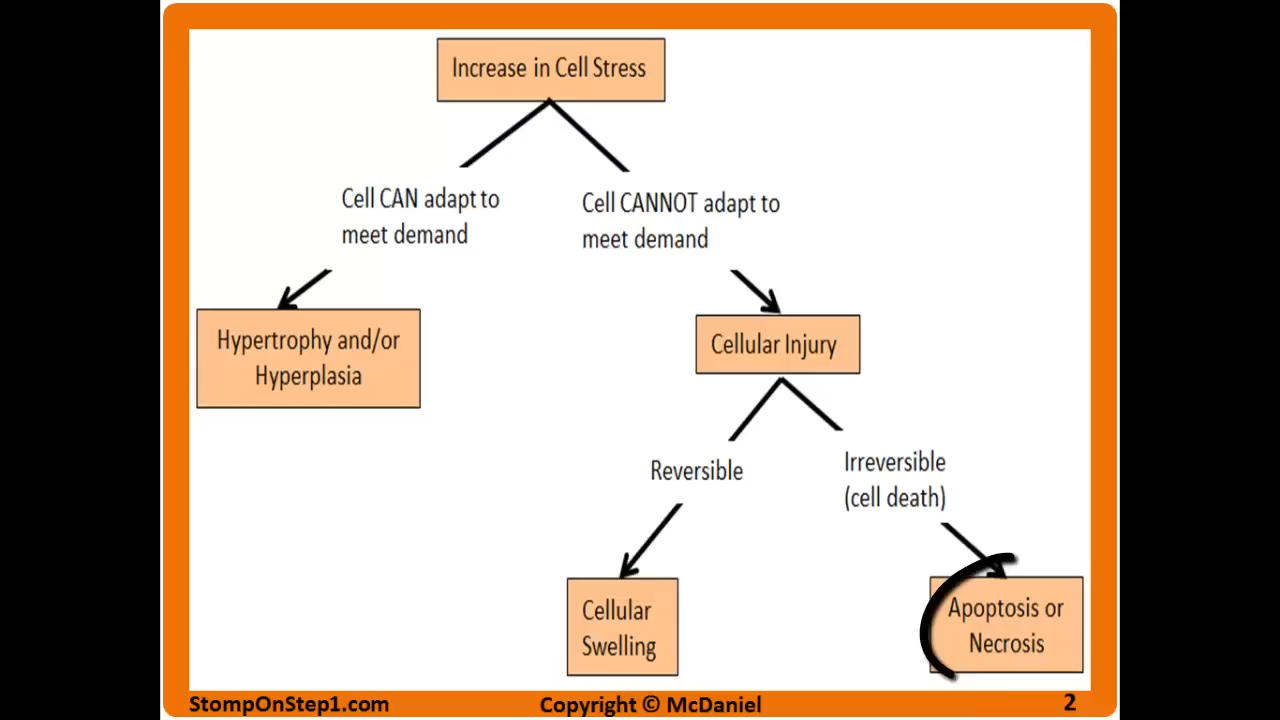 Increase in Cell Stress
Cell CAN adapt to
meet demand
Cell CANNOT adapt to
meet demand
Hypertrophy and/or
Hyperplasia
Cellular Injury
Reversible
Irreversible
(cell death)
Cellular
Swelling
Apoptosis or
Necrosis
StompOnStep1.com
Copyright © McDaniel
2